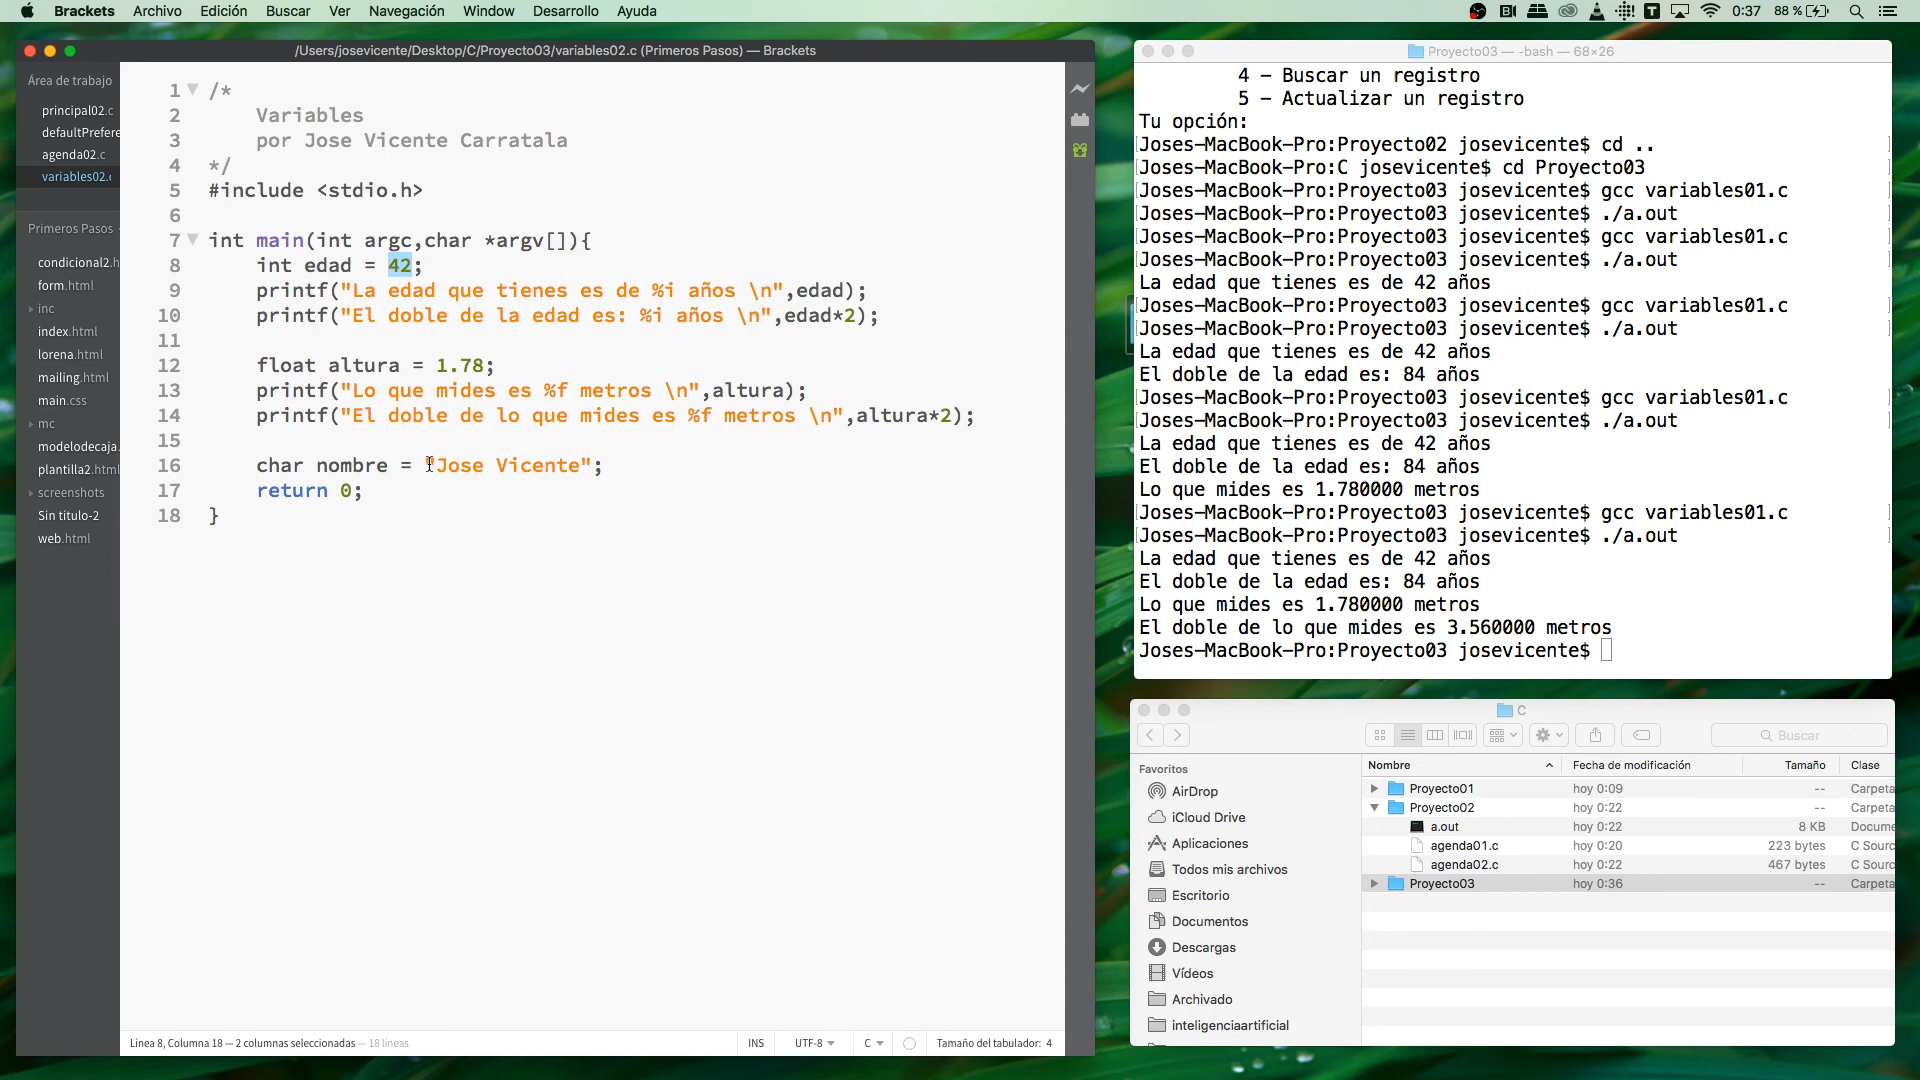 Brackets Archivo Edición Buscar Ver Navegación Window Desarrollo Ayuda 0:37 88 %
/Users/josevicente/Desktop/C/Proyecto03/variables02.c (Primeros Pasos) — Brackets
Área de trabajo
principal02.c
defaultPrefere
agenda02.c
variables02.c
Primeros Pasos
condicional2.h
form.html
inc
index.html
lorena.html
mailing.html
main.css
mc
modelodecaja.
plantilla2.html
screenshots
Sin título-2
web.html
1 /*
2 Variables
3 por Jose Vicente Carratala
4 */
5 #include <stdio.h>
6
7 int main(int argc,char *argv[]){
8 int edad = 42;
9 printf("La edad que tienes es de %i años \n",edad);
10 printf("El doble de la edad es: %i años \n",edad*2);
11
12 float altura = 1.78;
13 printf("Lo que mides es %f metros \n",altura);
14 printf("El doble de lo que mides es %f metros \n",altura*2);
15
16 char nombre = "Jose Vicente";
17 return 0;
18 }
Línea 8, Columna 18 — 2 columnas seleccionadas — 18 líneas INS UTF-8 C Tamaño del tabulador: 4
Proyecto03 — -bash — 68×26
4 - Buscar un registro
5 - Actualizar un registro
Tu opción:
[Joses-MacBook-Pro:Proyecto02 josevicente$ cd .. ]
[Joses-MacBook-Pro:C josevicente$ cd Proyecto03 ]
[Joses-MacBook-Pro:Proyecto03 josevicente$ gcc variables01.c ]
[Joses-MacBook-Pro:Proyecto03 josevicente$ ./a.out ]
[Joses-MacBook-Pro:Proyecto03 josevicente$ gcc variables01.c ]
[Joses-MacBook-Pro:Proyecto03 josevicente$ ./a.out ]
La edad que tienes es de 42 años
[Joses-MacBook-Pro:Proyecto03 josevicente$ gcc variables01.c ]
[Joses-MacBook-Pro:Proyecto03 josevicente$ ./a.out ]
La edad que tienes es de 42 años
El doble de la edad es: 84 años
[Joses-MacBook-Pro:Proyecto03 josevicente$ gcc variables01.c ]
[Joses-MacBook-Pro:Proyecto03 josevicente$ ./a.out ]
La edad que tienes es de 42 años
El doble de la edad es: 84 años
Lo que mides es 1.780000 metros
[Joses-MacBook-Pro:Proyecto03 josevicente$ gcc variables01.c ]
[Joses-MacBook-Pro:Proyecto03 josevicente$ ./a.out ]
La edad que tienes es de 42 años
El doble de la edad es: 84 años
Lo que mides es 1.780000 metros
El doble de lo que mides es 3.560000 metros
Joses-MacBook-Pro:Proyecto03 josevicente$
C
Buscar
Favoritos
AirDrop
iCloud Drive
Aplicaciones
Todos mis archivos
Escritorio
Documentos
Descargas
Vídeos
Archivado
inteligenciaartificial
Nombre Fecha de modificación Tamaño Clase
Proyecto01 hoy 0:09 -- Carpeta
Proyecto02 hoy 0:22 -- Carpeta
a.out hoy 0:22 8 KB Docume
agenda01.c hoy 0:20 223 bytes C Sourc
agenda02.c hoy 0:22 467 bytes C Sourc
Proyecto03 hoy 0:36 -- Carpeta